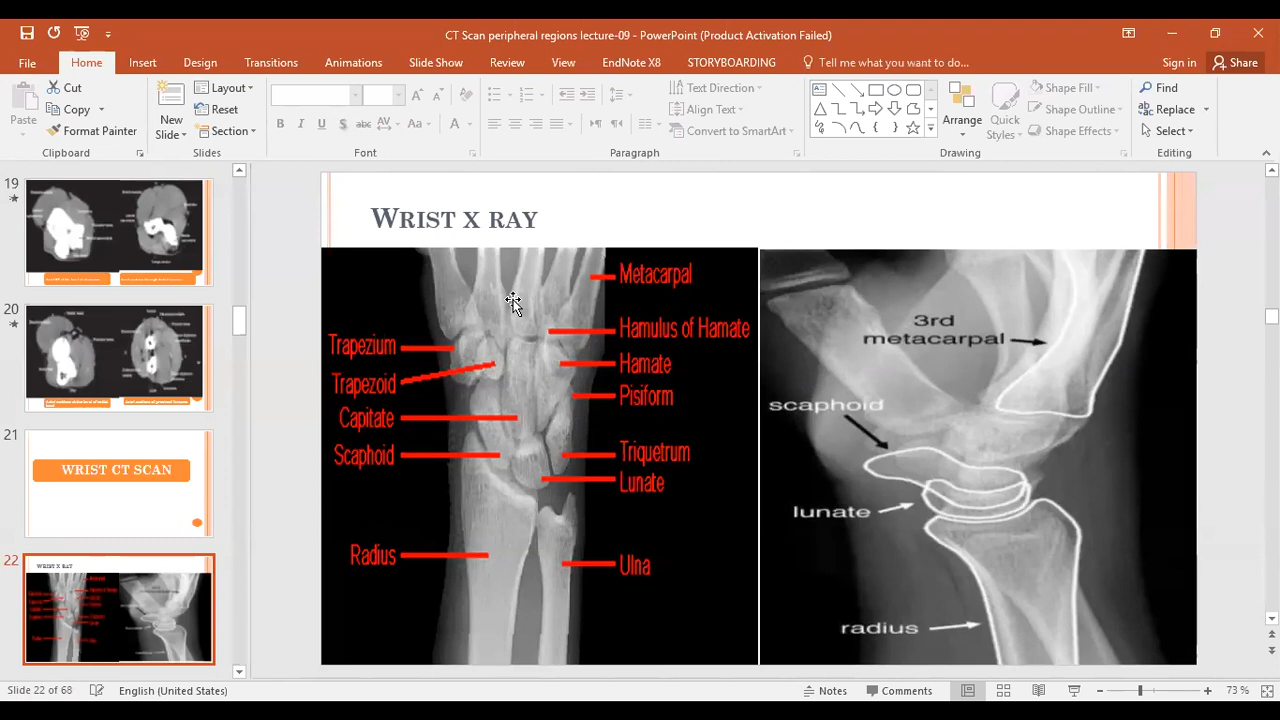 CT Scan peripheral regions lecture-09 - PowerPoint (Product Activation Failed)
File Home Insert Design Transitions Animations Slide Show Review View EndNote X8 STORYBOARDING Tell me what you want to do... Sign in Share
Paste
Cut
Copy
Format Painter
Clipboard
New Slide
Layout
Reset
Section
Slides
B I U S abc AV Aa A
Font
Text Direction
Align Text
Convert to SmartArt
Paragraph
Arrange
Quick Styles
Shape Fill
Shape Outline
Shape Effects
Drawing
Find
Replace
Select
Editing
19
20
21
WRIST CT SCAN
22
WRIST X RAY
WRIST X RAY
Metacarpal
Hamulus of Hamate
Trapezium
Hamate
Trapezoid
Pisiform
Capitate
Scaphoid
Triquetrum
Lunate
Radius
Ulna
3rd
metacarpal
scaphoid
lunate
radius
Slide 22 of 68 English (United States) Notes Comments 73 %